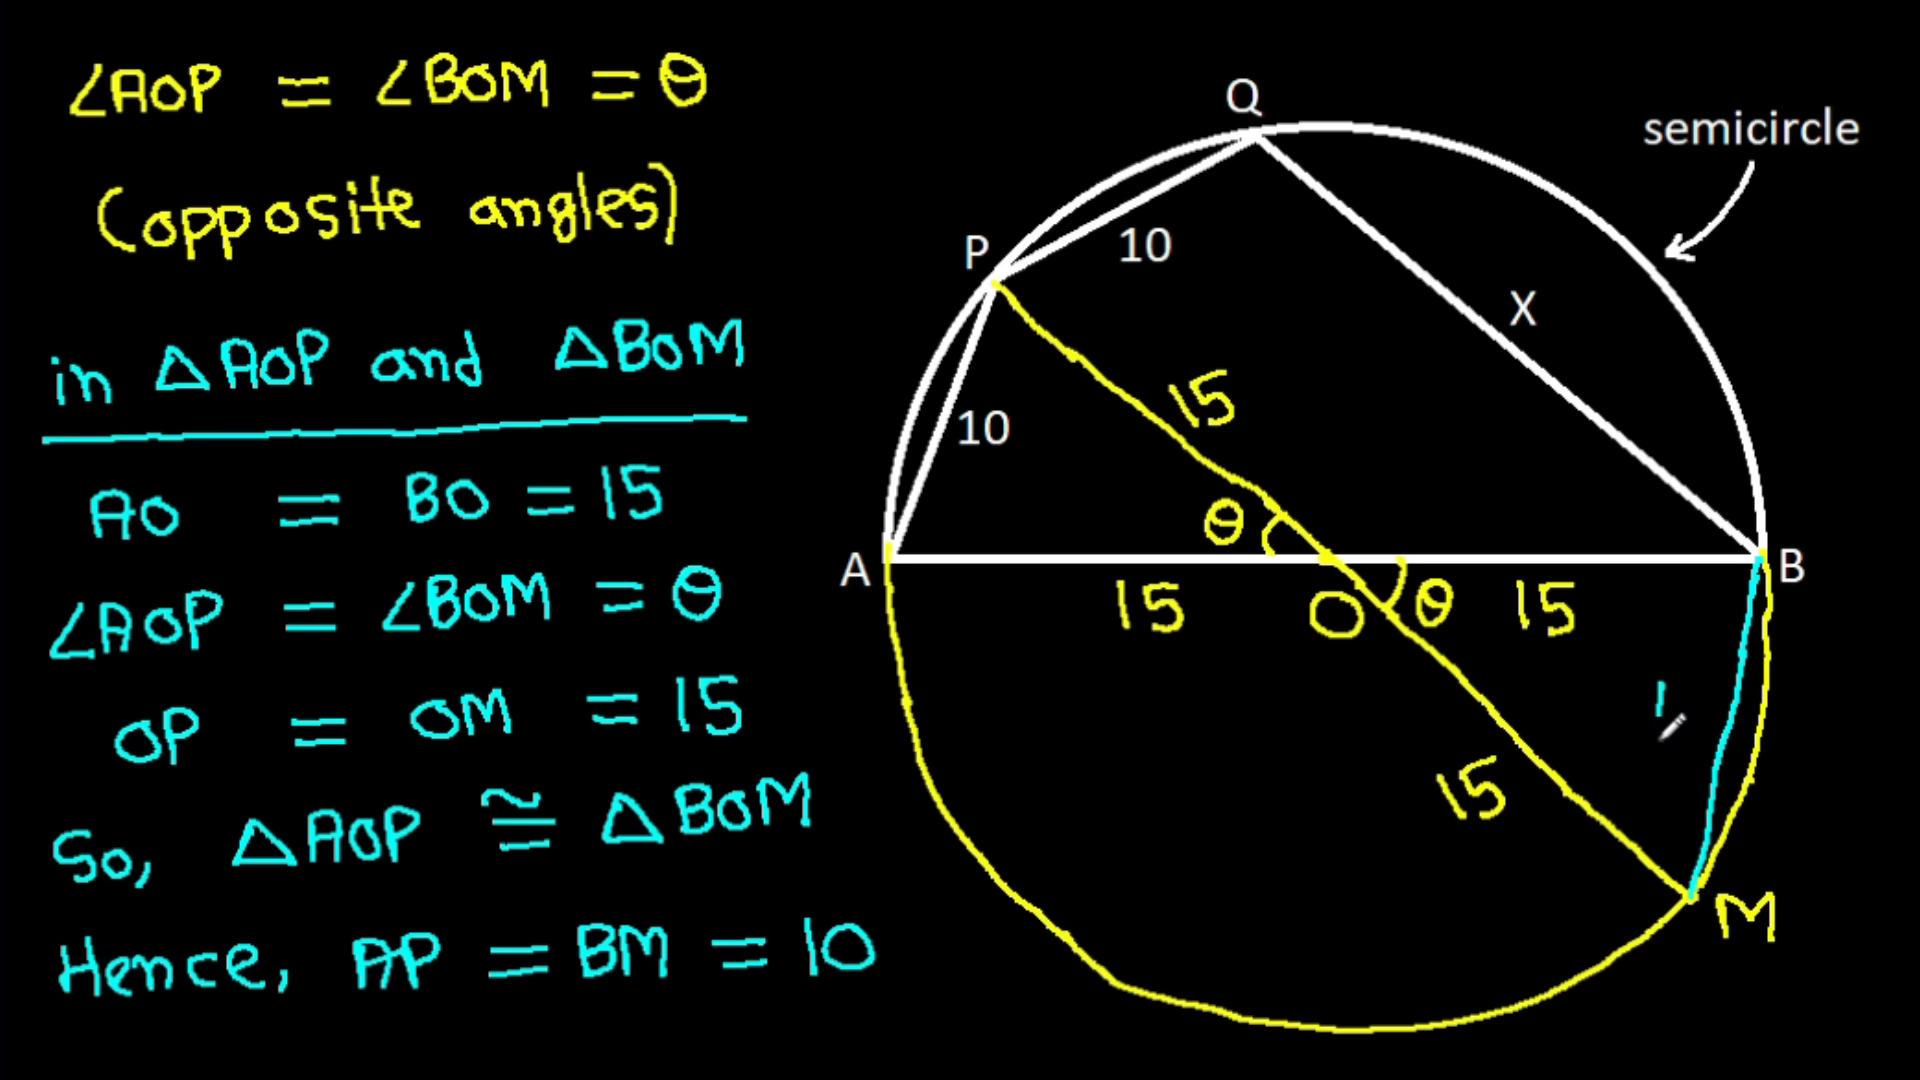 ∠AOP = ∠BOM = θ
(opposite angles)
in △AOP and △BOM
AO = BO = 15
∠AOP = ∠BOM = θ
OP = OM = 15
So, △AOP ≅ △BOM
Hence, AP = BM = 10
Q
semicircle
P
10
X
15
10
θ
A
B
15
O
θ
15
1
15
M